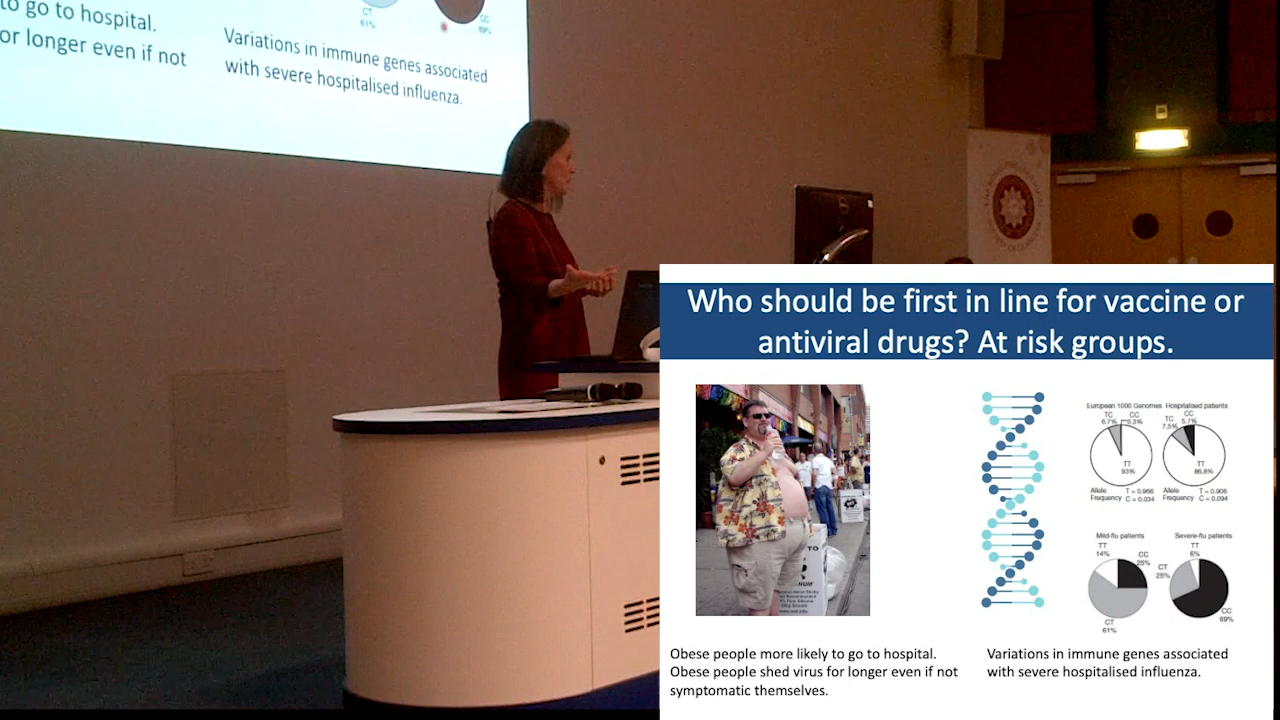 to go to hospital.
or longer even if not
CT
61%
CC
69%
Variations in immune genes associated
with severe hospitalised influenza.
Who should be first in line for vaccine or
antiviral drugs? At risk groups.
European 1000 Genomes
TC
6.7%
CC
0.3%
TT
93%
Allele
Frequency
T = 0.966
C = 0.034
Hospitalised patients
TC
7.5%
CC
5.7%
TT
86.8%
Allele
Frequency
T = 0.906
C = 0.094
Mild-flu patients
TT
14%
CC
25%
CT
61%
Severe-flu patients
TT
6%
CT
25%
CC
69%
Obese people more likely to go to hospital.
Obese people shed virus for longer even if not
symptomatic themselves.
Variations in immune genes associated
with severe hospitalised influenza.